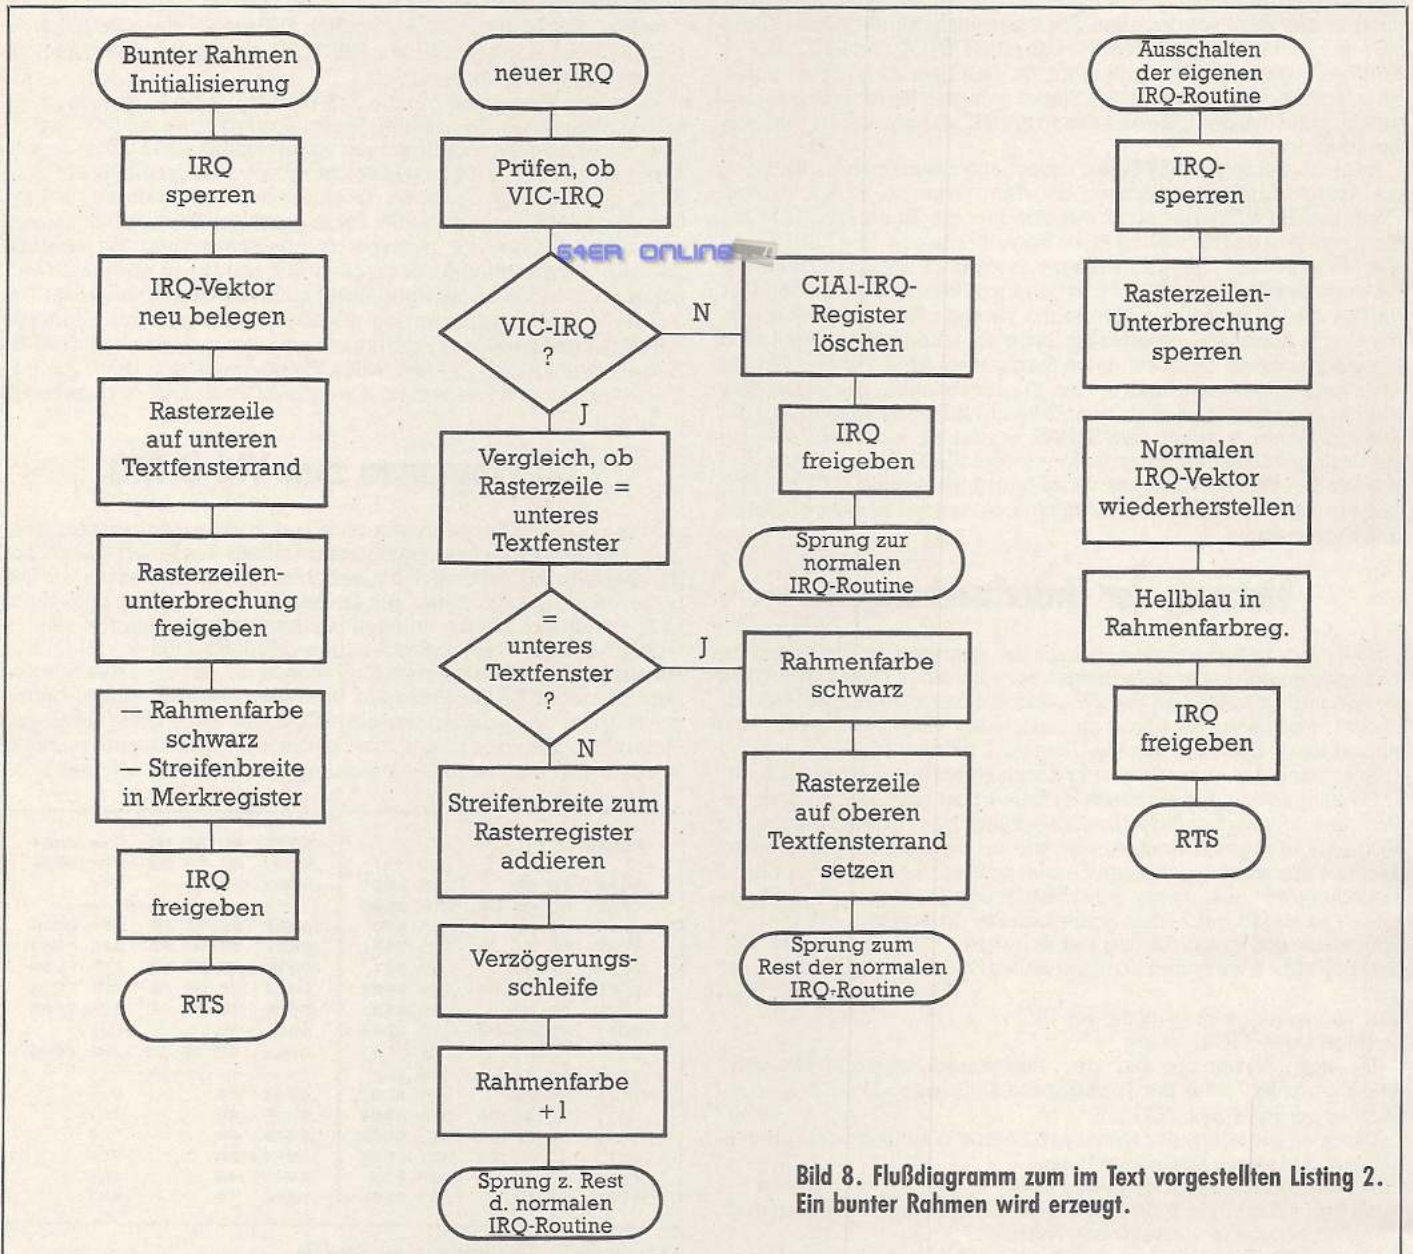 Bunter Rahmen
Initialisierung
IRQ
sperren
IRQ-Vektor
neu belegen
Rasterzeile
auf unteren
Textfensterrand
Rasterzeilen-
unterbrechung
freigeben
— Rahmenfarbe
schwarz
— Streifenbreite
in Merkregister
IRQ
freigeben
RTS
neuer IRQ
Prüfen, ob
VIC-IRQ
64ER ONLINE
VIC-IRQ
?
N
J
Vergleich, ob
Rasterzeile =
unteres
Textfenster
=
unteres
Textfenster
?
J
N
Streifenbreite zum
Rasterregister
addieren
Verzögerungs-
schleife
Rahmenfarbe
+1
Sprung z. Rest
d. normalen
IRQ-Routine
CIA1-IRQ-
Register
löschen
IRQ
freigeben
Sprung zur
normalen
IRQ-Routine
Rahmenfarbe
schwarz
Rasterzeile
auf oberen
Textfensterrand
setzen
Sprung zum
Rest der normalen
IRQ-Routine
Ausschalten
der eigenen
IRQ-Routine
IRQ-
sperren
Rasterzeilen-
Unterbrechung
sperren
Normalen
IRQ-Vektor
wiederherstellen
Hellblau in
Rahmenfarbreg.
IRQ
freigeben
RTS
Bild 8. Flußdiagramm zum im Text vorgestellten Listing 2.
Ein bunter Rahmen wird erzeugt.